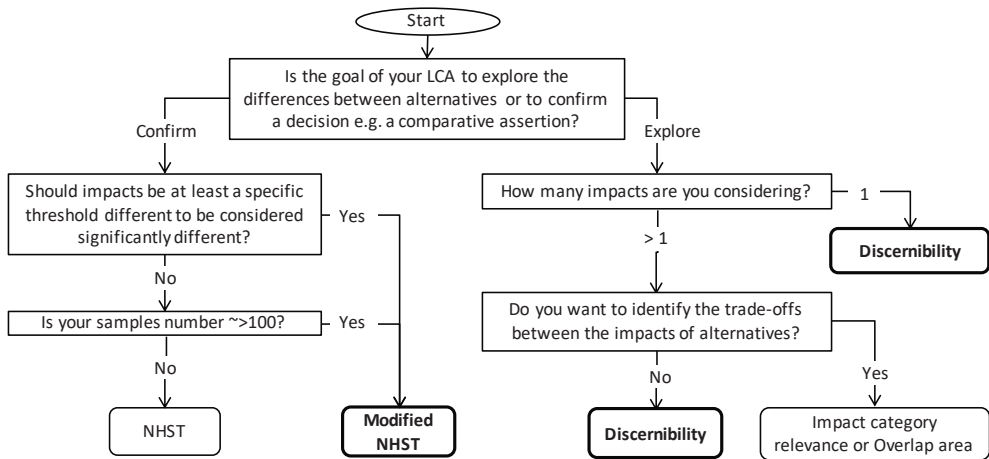 Start
Is the goal of your LCA to explore the
differences between alternatives or to confirm
a decision e.g. a comparative assertion?
Confirm
Explore
Should impacts be at least a specific
threshold different to be considered
significantly different?
Yes
How many impacts are you considering?
1
Discernibility
> 1
No
Is your samples number ~>100?
Yes
Do you want to identify the trade-offs
between the impacts of alternatives?
No
No
Yes
NHST
Modified
NHST
Discernibility
Impact category
relevance or Overlap area